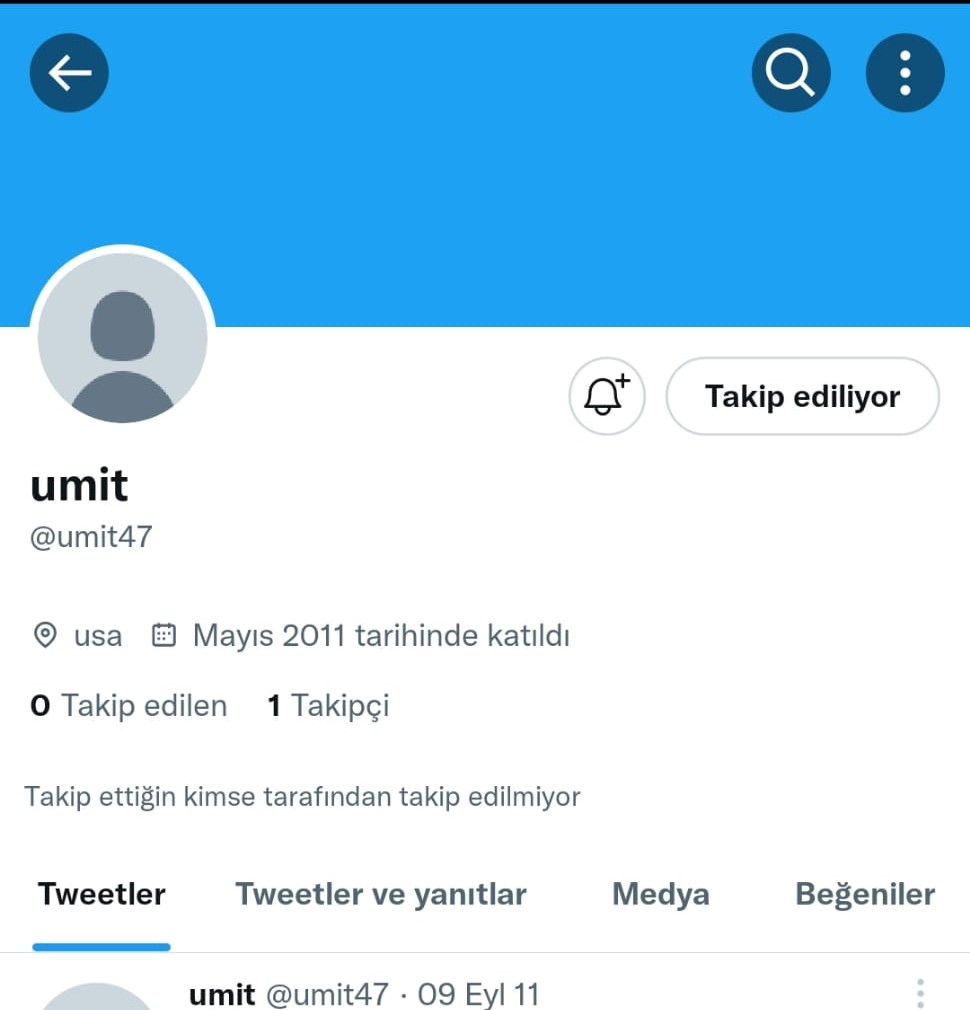 Takip ediliyor
umit
@umit47
usa Mayıs 2011 tarihinde katıldı
0 Takip edilen 1 Takipçi
Takip ettiğin kimse tarafından takip edilmiyor
Tweetler Tweetler ve yanıtlar Medya Beğeniler
umit @umit47 · 09 Eyl 11